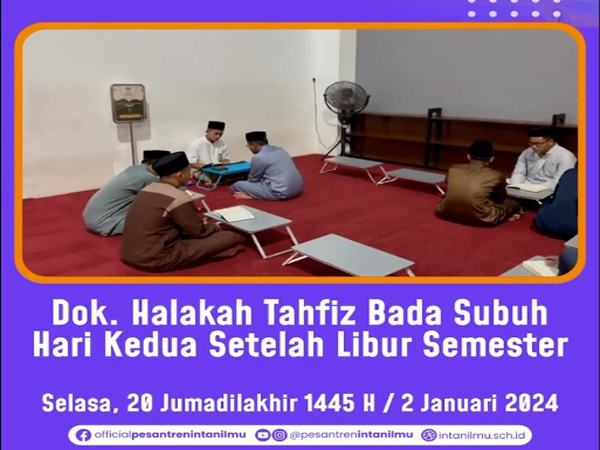 Dok. Halakah Tahfiz Bada Subuh
Hari Kedua Setelah Libur Semester
Selasa, 20 Jumadilakhir 1445 H / 2 Januari 2024
officialpesantrenintanilmu @pesantrenintanilmu intanilmu.sch.id